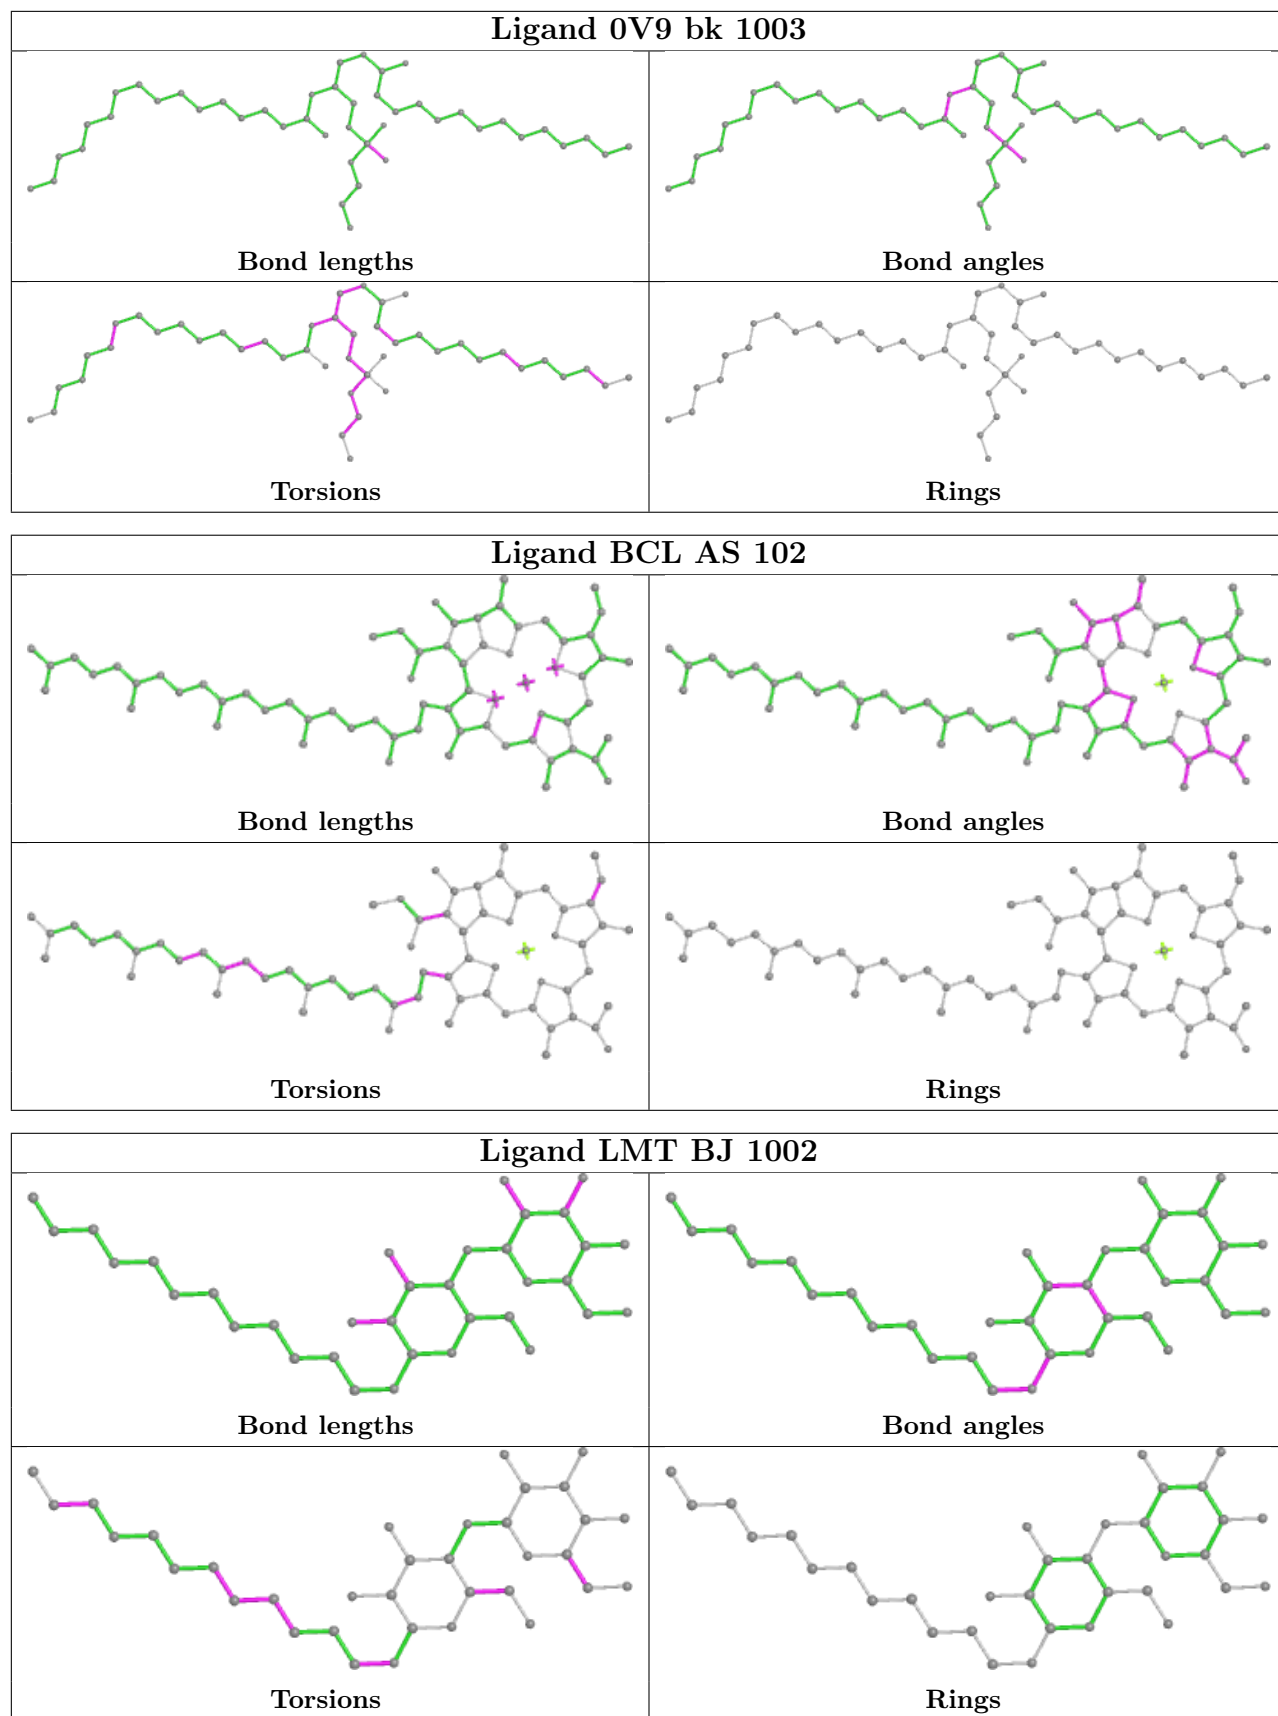 Ligand 0V9 bk 1003
Bond lengths
Bond angles
Torsions
Rings
Ligand BCL AS 102
Bond lengths
Bond angles
Torsions
Rings
Ligand LMT BJ 1002
Bond lengths
Bond angles
Torsions
Rings